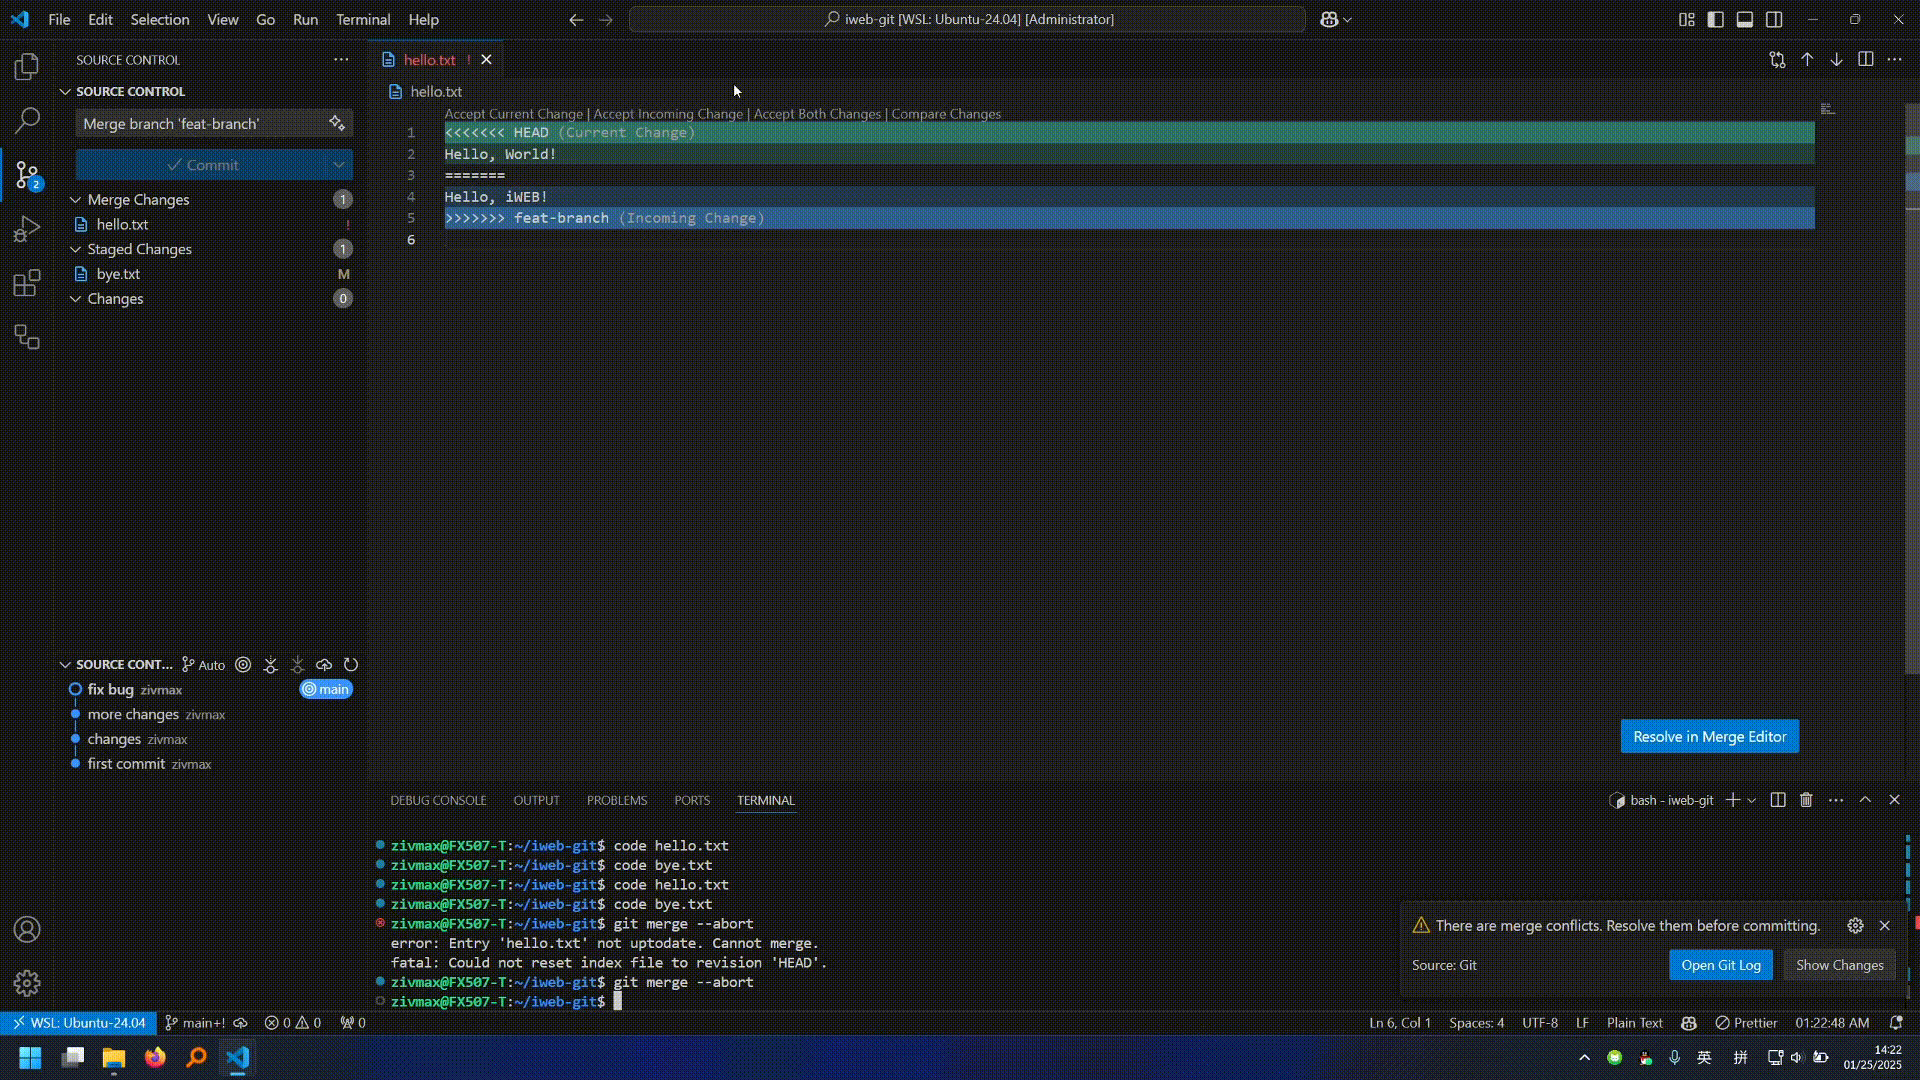 File Edit Selection View Go Run Terminal Help
iweb-git [WSL: Ubuntu-24.04] [Administrator]
SOURCE CONTROL
SOURCE CONTROL
Merge branch 'feat-branch'
Commit
Merge Changes 1
hello.txt !
Staged Changes 1
bye.txt M
Changes 0
SOURCE CONT... Auto
fix bug zivmax main
more changes zivmax
changes zivmax
first commit zivmax
hello.txt !
hello.txt
Accept Current Change | Accept Incoming Change | Accept Both Changes | Compare Changes
1 <<<<<<< HEAD (Current Change)
2 Hello, World!
3 =======
4 Hello, iWEB!
5 >>>>>>> feat-branch (Incoming Change)
6
Resolve in Merge Editor
DEBUG CONSOLE OUTPUT PROBLEMS PORTS TERMINAL
bash - iweb-git
zivmax@FX507-T:~/iweb-git$ code hello.txt
zivmax@FX507-T:~/iweb-git$ code bye.txt
zivmax@FX507-T:~/iweb-git$ code hello.txt
zivmax@FX507-T:~/iweb-git$ code bye.txt
zivmax@FX507-T:~/iweb-git$ git merge --abort
error: Entry 'hello.txt' not uptodate. Cannot merge.
fatal: Could not reset index file to revision 'HEAD'.
zivmax@FX507-T:~/iweb-git$ git merge --abort
zivmax@FX507-T:~/iweb-git$
There are merge conflicts. Resolve them before committing.
Source: Git
Open Git Log
Show Changes
2
WSL: Ubuntu-24.04 main+! 0 0 0
Ln 6, Col 1 Spaces: 4 UTF-8 LF Plain Text Prettier 01:22:48 AM
英 拼
14:22
01/25/2025